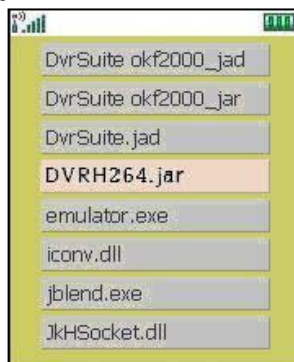 DvrSuite okf2000_jad
DvrSuite okf2000_jar
DvrSuite.jad
DVRH264.jar
emulator.exe
iconv.dll
jblend.exe
JkHSocket.dll